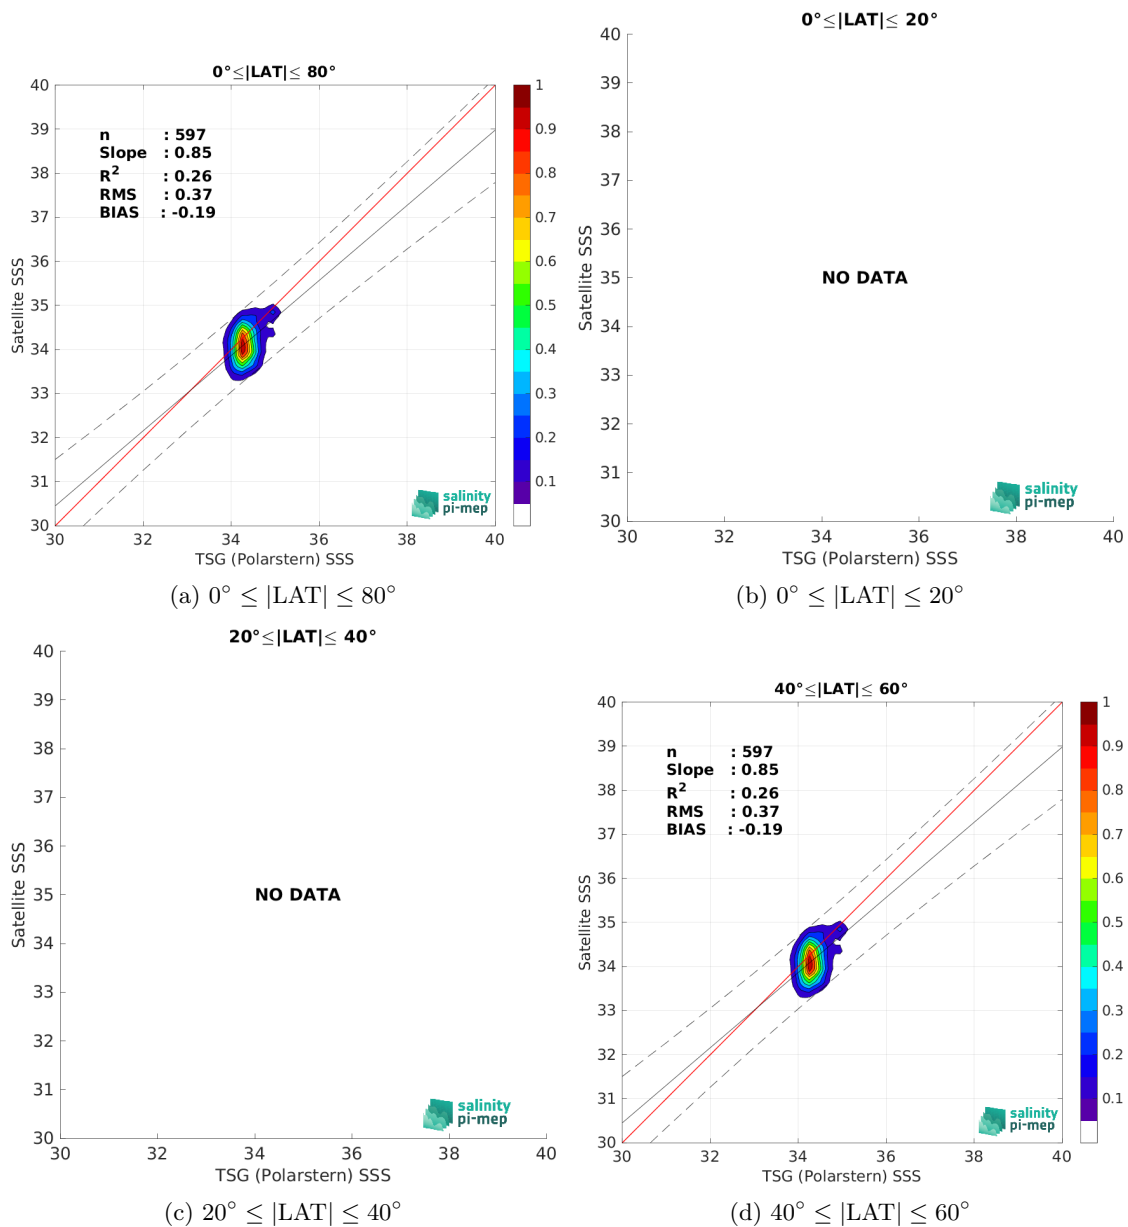 0°≤|LAT|≤ 80°
40
39
38
37
36
35
34
33
32
31
30
Satellite SSS
n : 597
Slope : 0.85
R² : 0.26
RMS : 0.37
BIAS : -0.19
salinity
pi-mep
30 32 34 36 38 40
TSG (Polarstern) SSS
1
0.9
0.8
0.7
0.6
0.5
0.4
0.3
0.2
0.1
(a) 0° ≤ |LAT| ≤ 80°
0°≤|LAT|≤ 20°
40
39
38
37
36
35
34
33
32
31
30
Satellite SSS
NO DATA
salinity
pi-mep
30 32 34 36 38 40
TSG (Polarstern) SSS
(b) 0° ≤ |LAT| ≤ 20°
20°≤|LAT|≤ 40°
40
39
38
37
36
35
34
33
32
31
30
Satellite SSS
NO DATA
salinity
pi-mep
30 32 34 36 38 40
TSG (Polarstern) SSS
(c) 20° ≤ |LAT| ≤ 40°
40°≤|LAT|≤ 60°
40
39
38
37
36
35
34
33
32
31
30
Satellite SSS
n : 597
Slope : 0.85
R² : 0.26
RMS : 0.37
BIAS : -0.19
salinity
pi-mep
30 32 34 36 38 40
TSG (Polarstern) SSS
1
0.9
0.8
0.7
0.6
0.5
0.4
0.3
0.2
0.1
(d) 40° ≤ |LAT| ≤ 60°